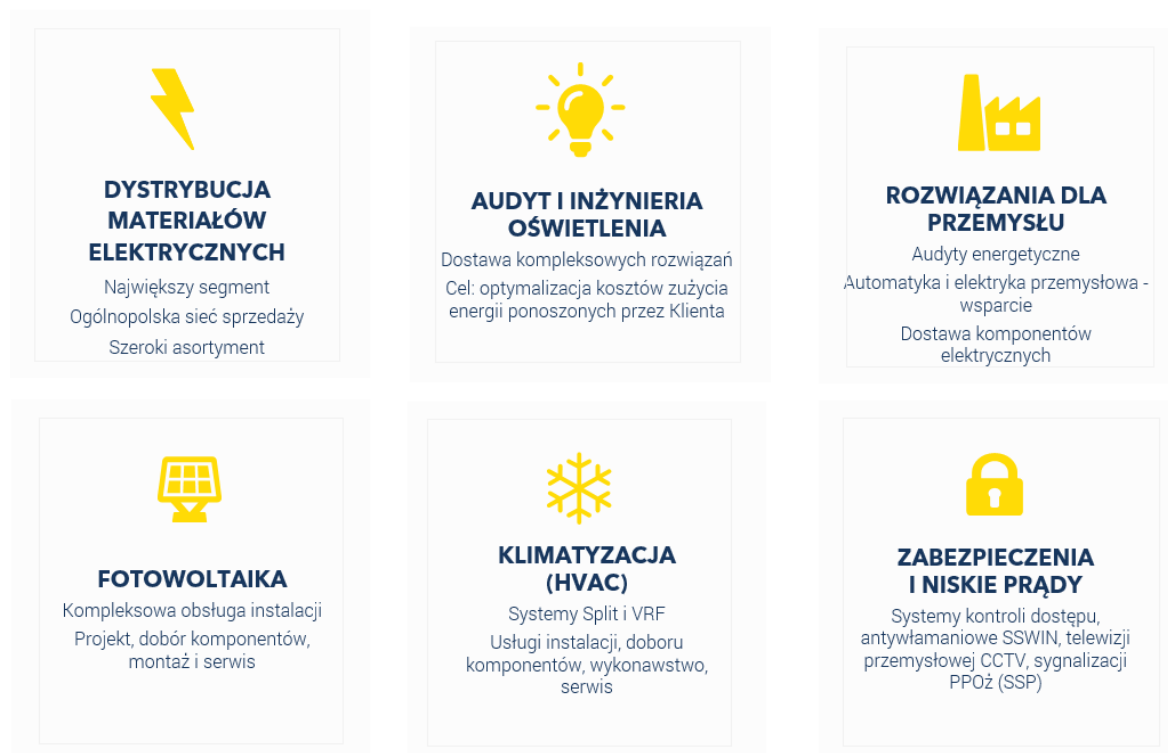 DYSTRYBUCJA
MATERIAŁÓW
ELEKTRYCZNYCH
Największy segment
Ogólnopolska sieć sprzedaży
Szeroki asortyment
AUDYT I INŻYNIERIA
OŚWIETLENIA
Dostawa kompleksowych rozwiązań
Cel: optymalizacja kosztów zużycia
energii ponoszonych przez Klienta
ROZWIĄZANIA DLA
PRZEMYSŁU
Audyty energetyczne
Automatyka i elektryka przemysłowa -
wsparcie
Dostawa komponentów
elektrycznych
FOTOWOLTAIKA
Kompleksowa obsługa instalacji
Projekt, dobór komponentów,
montaż i serwis
KLIMATYZACJA
(HVAC)
Systemy Split i VRF
Usługi instalacji, doboru
komponentów, wykonawstwo,
serwis
ZABEZPIECZENIA
I NISKIE PRĄDY
Systemy kontroli dostępu,
antywłamaniowe SSWIN, telewizji
przemysłowej CCTV, sygnalizacji
PPOż (SSP)